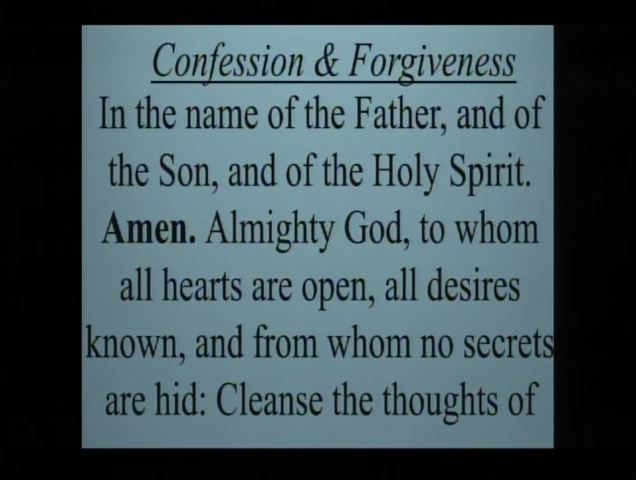 Confession & Forgiveness
In the name of the Father, and of
the Son, and of the Holy Spirit.
Amen. Almighty God, to whom
all hearts are open, all desires
known, and from whom no secrets
are hid: Cleanse the thoughts of